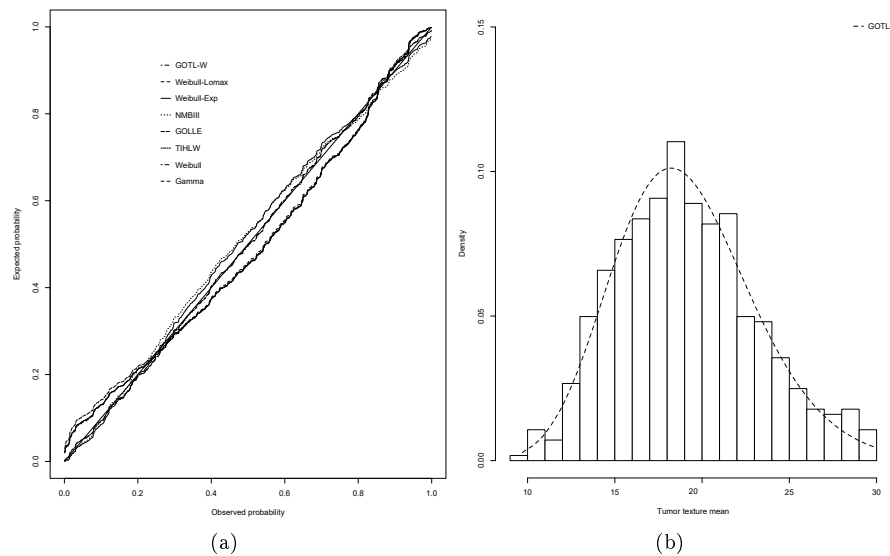 GOTL-W
Weibull-Lomax
Weibull-Exp
NMBIII
GOLLE
TIHLW
Weibull
Gamma
Expected probability
0.0
0.2
0.4
0.6
0.8
1.0
0.0 0.2 0.4 0.6 0.8 1.0
Observed probability
(a)
GOTL
Density
0.00
0.05
0.10
0.15
10 15 20 25 30
Tumor texture mean
(b)